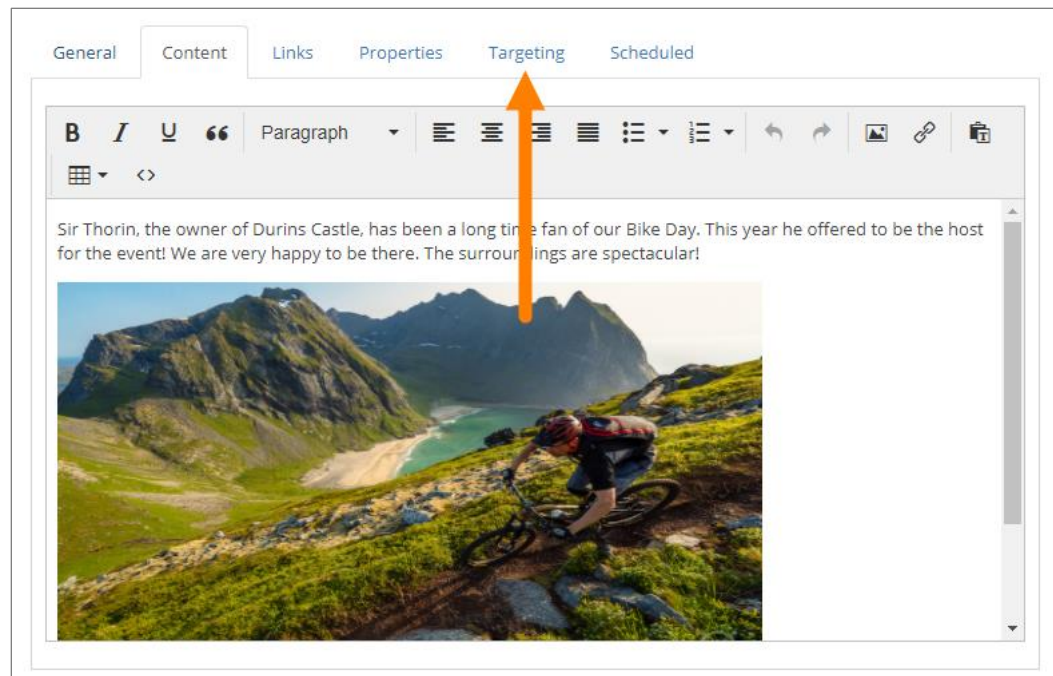 General Content Links Properties Targeting Scheduled
B I U Paragraph
Sir Thorin, the owner of Durins Castle, has been a long time fan of our Bike Day. This year he offered to be the host
for the event! We are very happy to be there. The surroundings are spectacular!